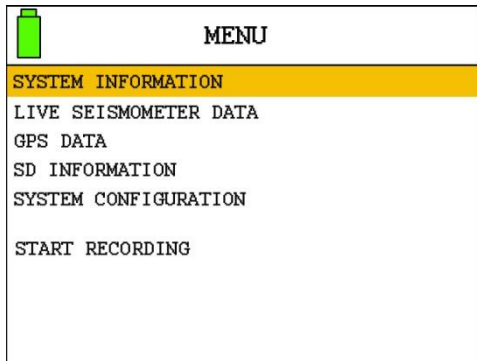 MENU
SYSTEM INFORMATION
LIVE SEISMOMETER DATA
GPS DATA
SD INFORMATION
SYSTEM CONFIGURATION
START RECORDING